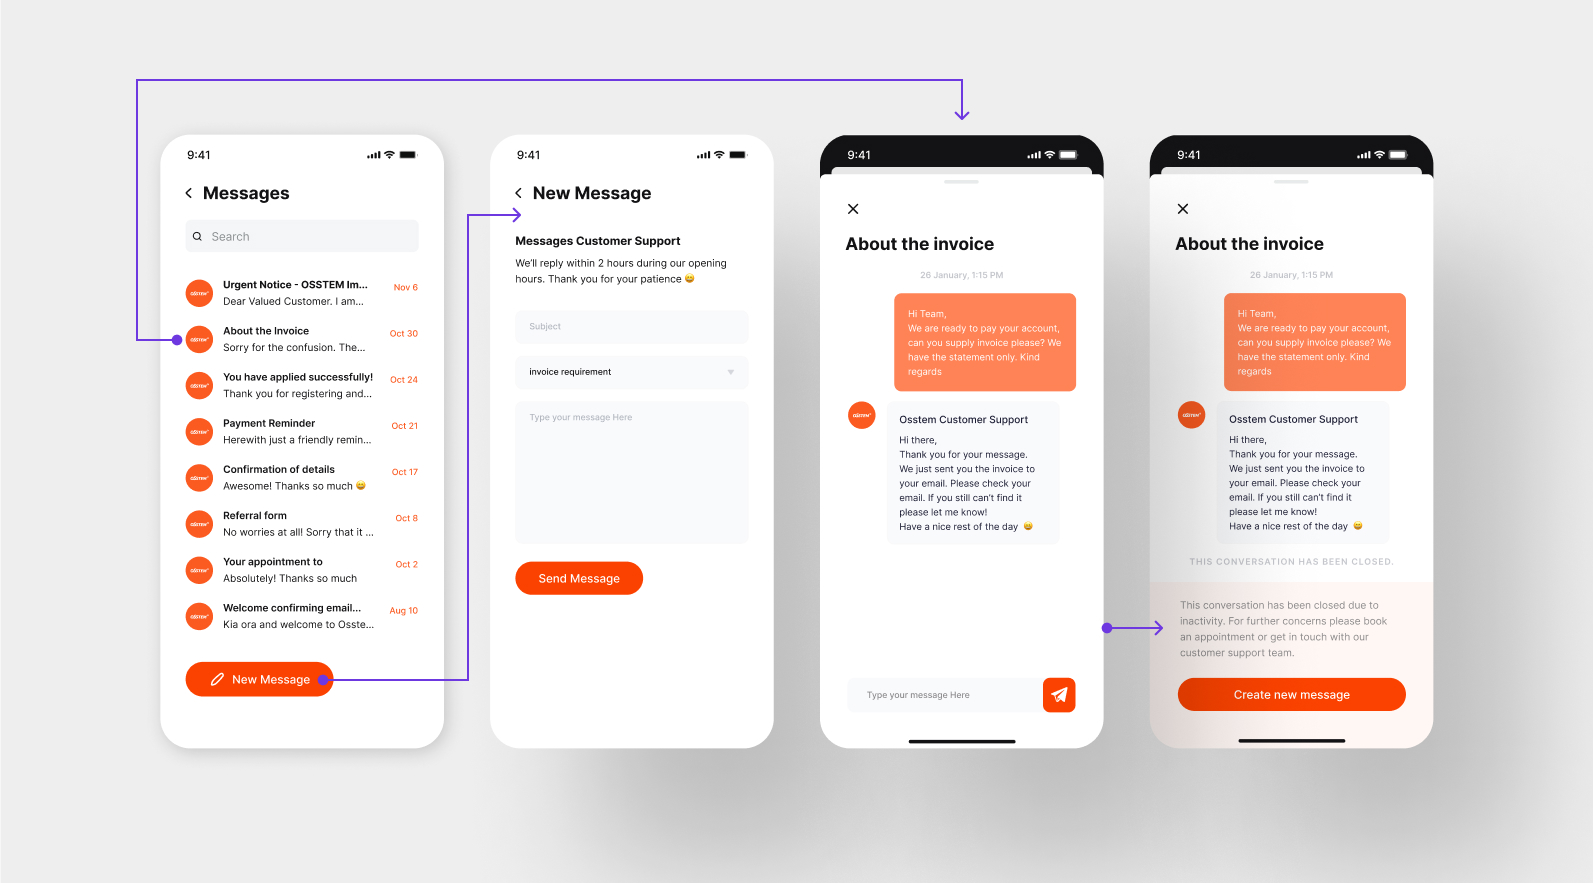 9:41
Messages
Search
Urgent Notice - OSSTEM Im...
Nov 6
Dear Valued Customer. I am...
About the Invoice
Oct 30
Sorry for the confusion. The...
You have applied successfully!
Oct 24
Thank you for registering and...
Payment Reminder
Oct 21
Herewith just a friendly remin...
Confirmation of details
Oct 17
Awesome! Thanks so much 😄
Referral form
Oct 8
No worries at all! Sorry that it ...
Your appointment to
Oct 2
Absolutely! Thanks so much
Welcome confirming email...
Aug 10
Kia ora and welcome to Osste...
New Message
9:41
New Message
Messages Customer Support
We'll reply within 2 hours during our opening
hours. Thank you for your patience 😄
Subject
invoice requirement
Type your message Here
Send Message
9:41
About the invoice
26 January, 1:15 PM
Hi Team,
We are ready to pay your account,
can you supply invoice please? We
have the statement only. Kind
regards
OSSTEM
Osstem Customer Support
Hi there,
Thank you for your message.
We just sent you the invoice to
your email. Please check your
email. If you still can't find it
please let me know!
Have a nice rest of the day 😄
Type your message Here
9:41
About the invoice
26 January, 1:15 PM
Hi Team,
We are ready to pay your account,
can you supply invoice please? We
have the statement only. Kind
regards
OSSTEM
Osstem Customer Support
Hi there,
Thank you for your message.
We just sent you the invoice to
your email. Please check your
email. If you still can't find it
please let me know!
Have a nice rest of the day 😄
THIS CONVERSATION HAS BEEN CLOSED.
This conversation has been closed due to
inactivity. For further concerns please book
an appointment or get in touch with our
customer support team.
Create new message